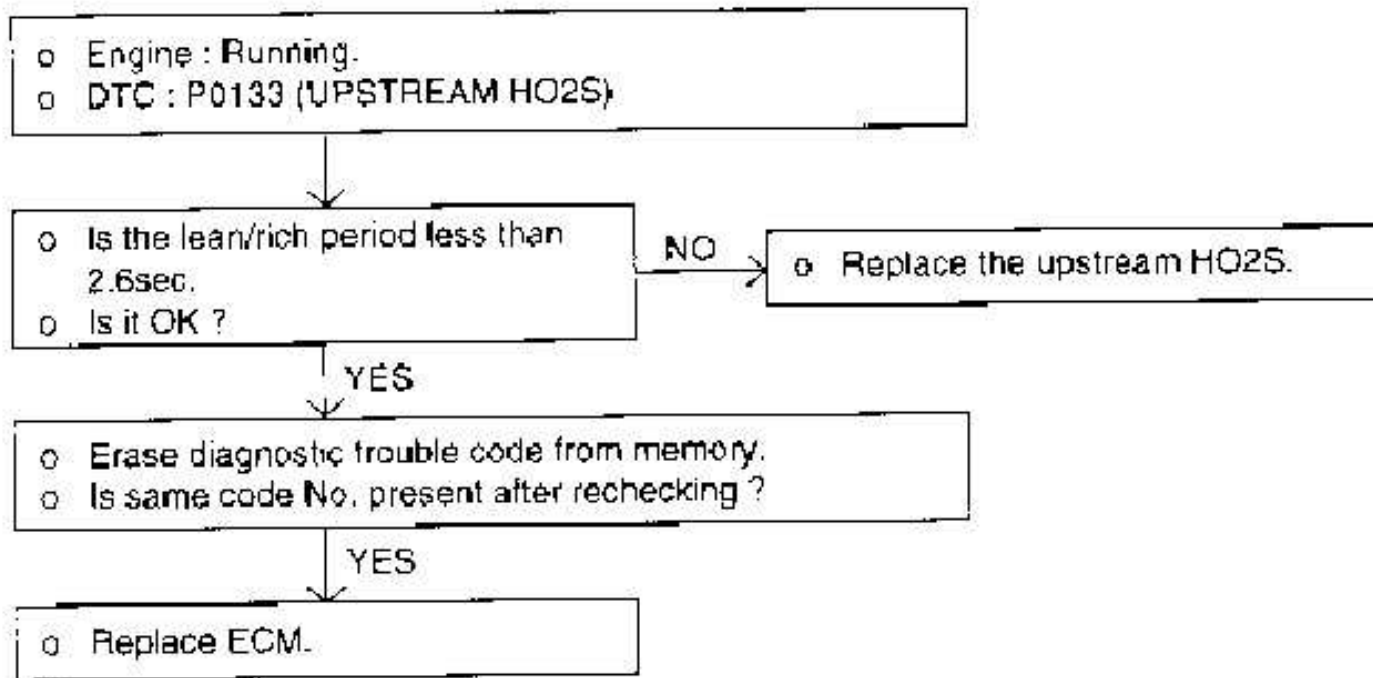 o Engine : Running.
o DTC : P0133 (UPSTREAM HO2S)
o Is the lean/rich period less than
2.6sec.
o Is it OK ?
NO
o Replace the upstream HO2S.
YES
o Erase diagnostic trouble code from memory.
o Is same code No. present after rechecking ?
YES
o Replace ECM.